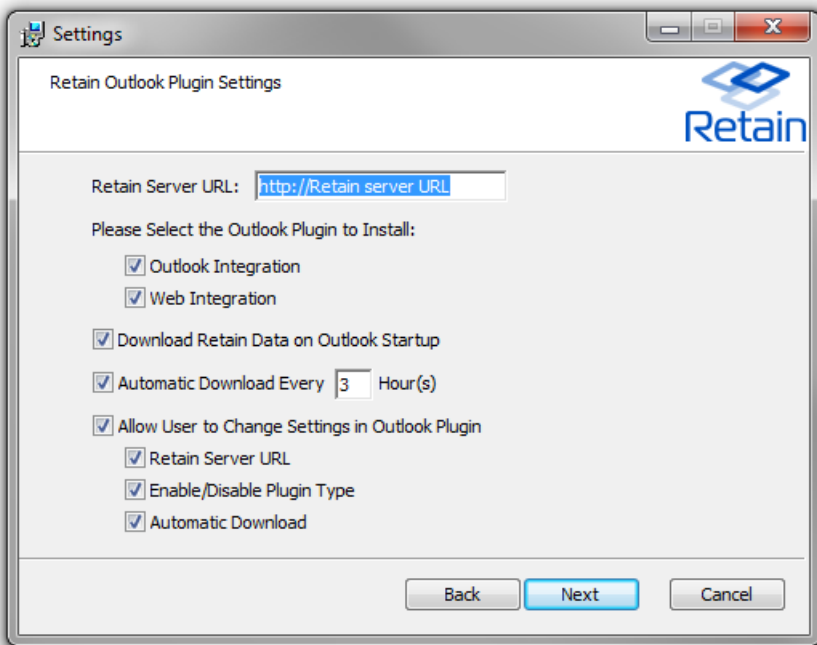 Settings
Retain Outlook Plugin Settings
Retain
Retain Server URL: http://Retain server URL
Please Select the Outlook Plugin to Install:
Outlook Integration
Web Integration
Download Retain Data on Outlook Startup
Automatic Download Every 3 Hour(s)
Allow User to Change Settings in Outlook Plugin
Retain Server URL
Enable/Disable Plugin Type
Automatic Download
Back Next Cancel